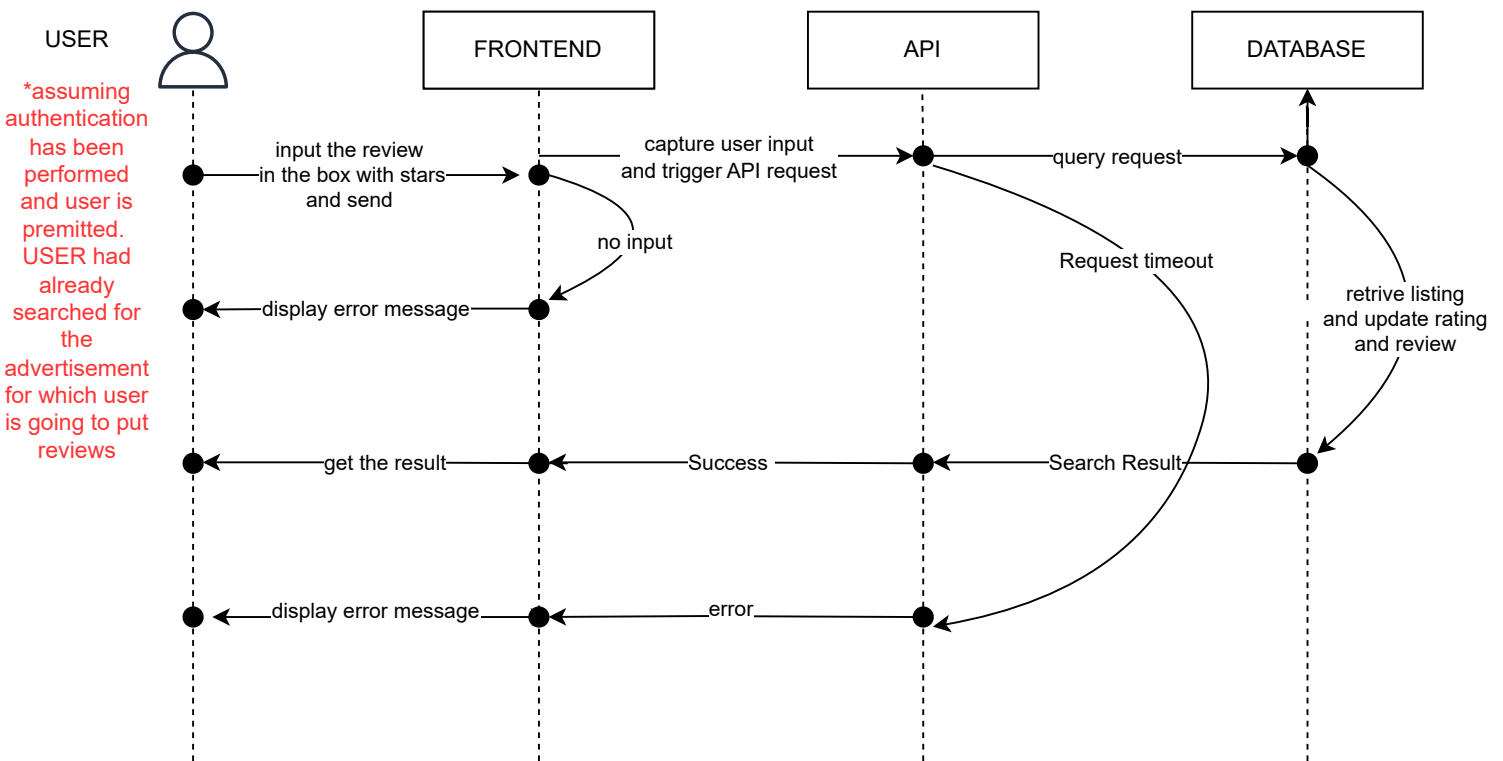 USER
FRONTEND
API
DATABASE
*assuming
authentication
has been
performed
and user is
premitted.
USER had
already
searched for
the
advertisement
for which user
is going to put
reviews
input the review
in the box with stars
and send
capture user input
and trigger API request
query request
no input
Request timeout
display error message
retrive listing
and update rating
and review
get the result
Success
Search Result
display error message
error